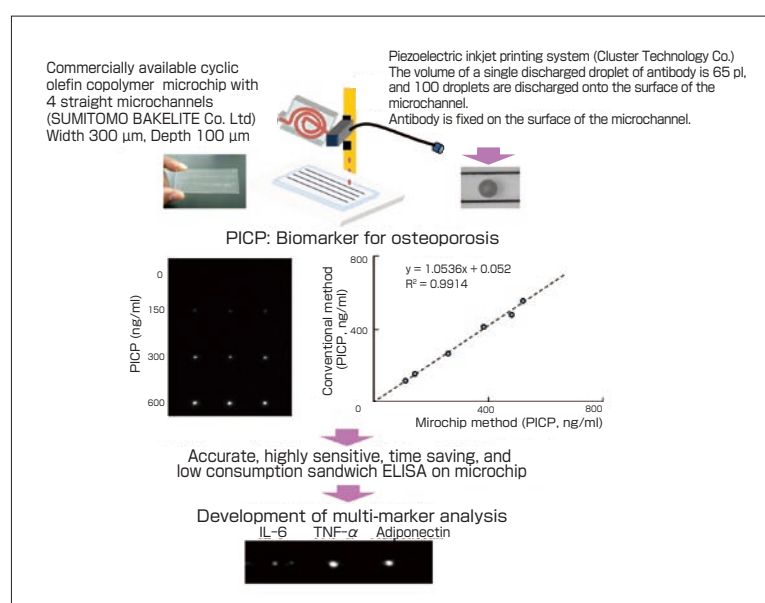 Commercially available cyclic
olefin copolymer microchip with
4 straight microchannels
(SUMITOMO BAKELITE Co. Ltd)
Width 300 μm, Depth 100 μm
Piezoelectric inkjet printing system (Cluster Technology Co.)
The volume of a single discharged droplet of antibody is 65 pl,
and 100 droplets are discharged onto the surface of the
microchannel.
Antibody is fixed on the surface of the microchannel.
PICP: Biomarker for osteoporosis
PICP (ng/ml)
0
150
300
600
Conventional method
(PICP, ng/ml)
800
400
0
y = 1.0536x + 0.052
R² = 0.9914
400
800
Mirochip method (PICP, ng/ml)
Accurate, highly sensitive, time saving, and
low consumption sandwich ELISA on microchip
Development of multi-marker analysis
IL-6 TNF-α Adiponectin